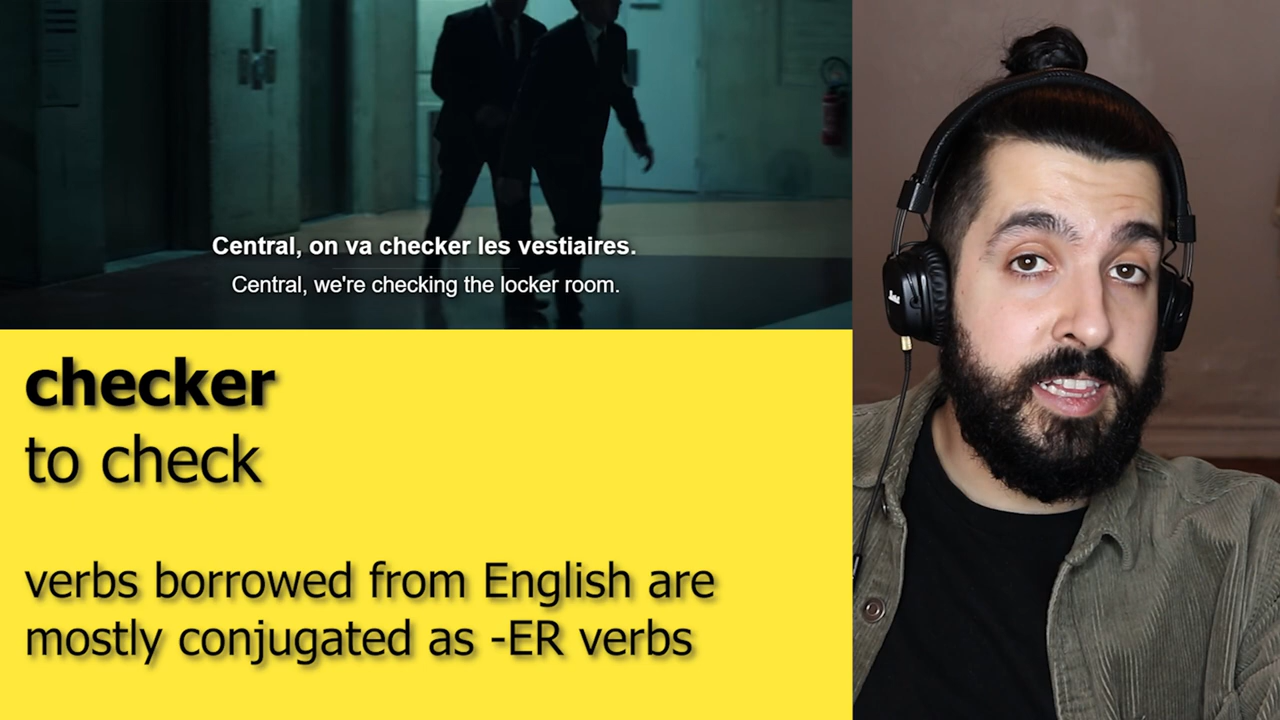 Central, on va checker les vestiaires.
Central, we're checking the locker room.
checker
to check
verbs borrowed from English are
mostly conjugated as -ER verbs